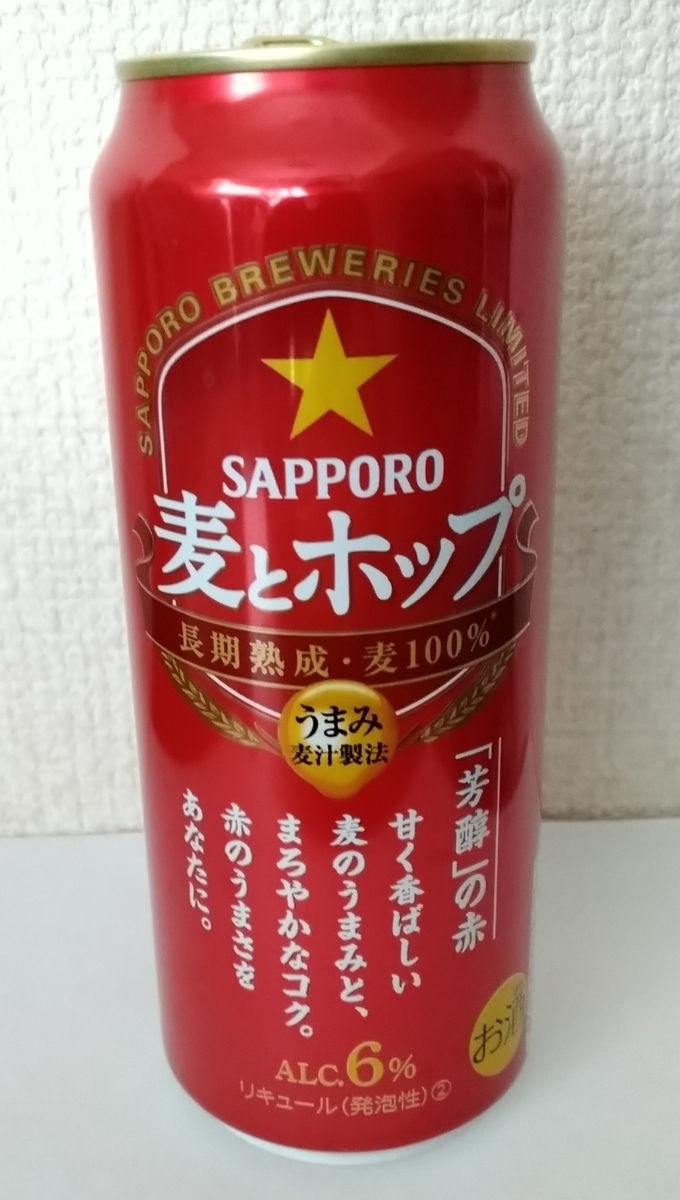 SAPPORO BREWERIES LIMITED
SAPPORO
麦とホップ
長期熟成・麦100%*
うまみ
麦汁製法
「芳醇」の赤
甘く香ばしい
麦のうまみと、
まろやかなコク。
赤のうまさを
あなたに。
お酒
ALC.6%
リキュール(発泡性)②